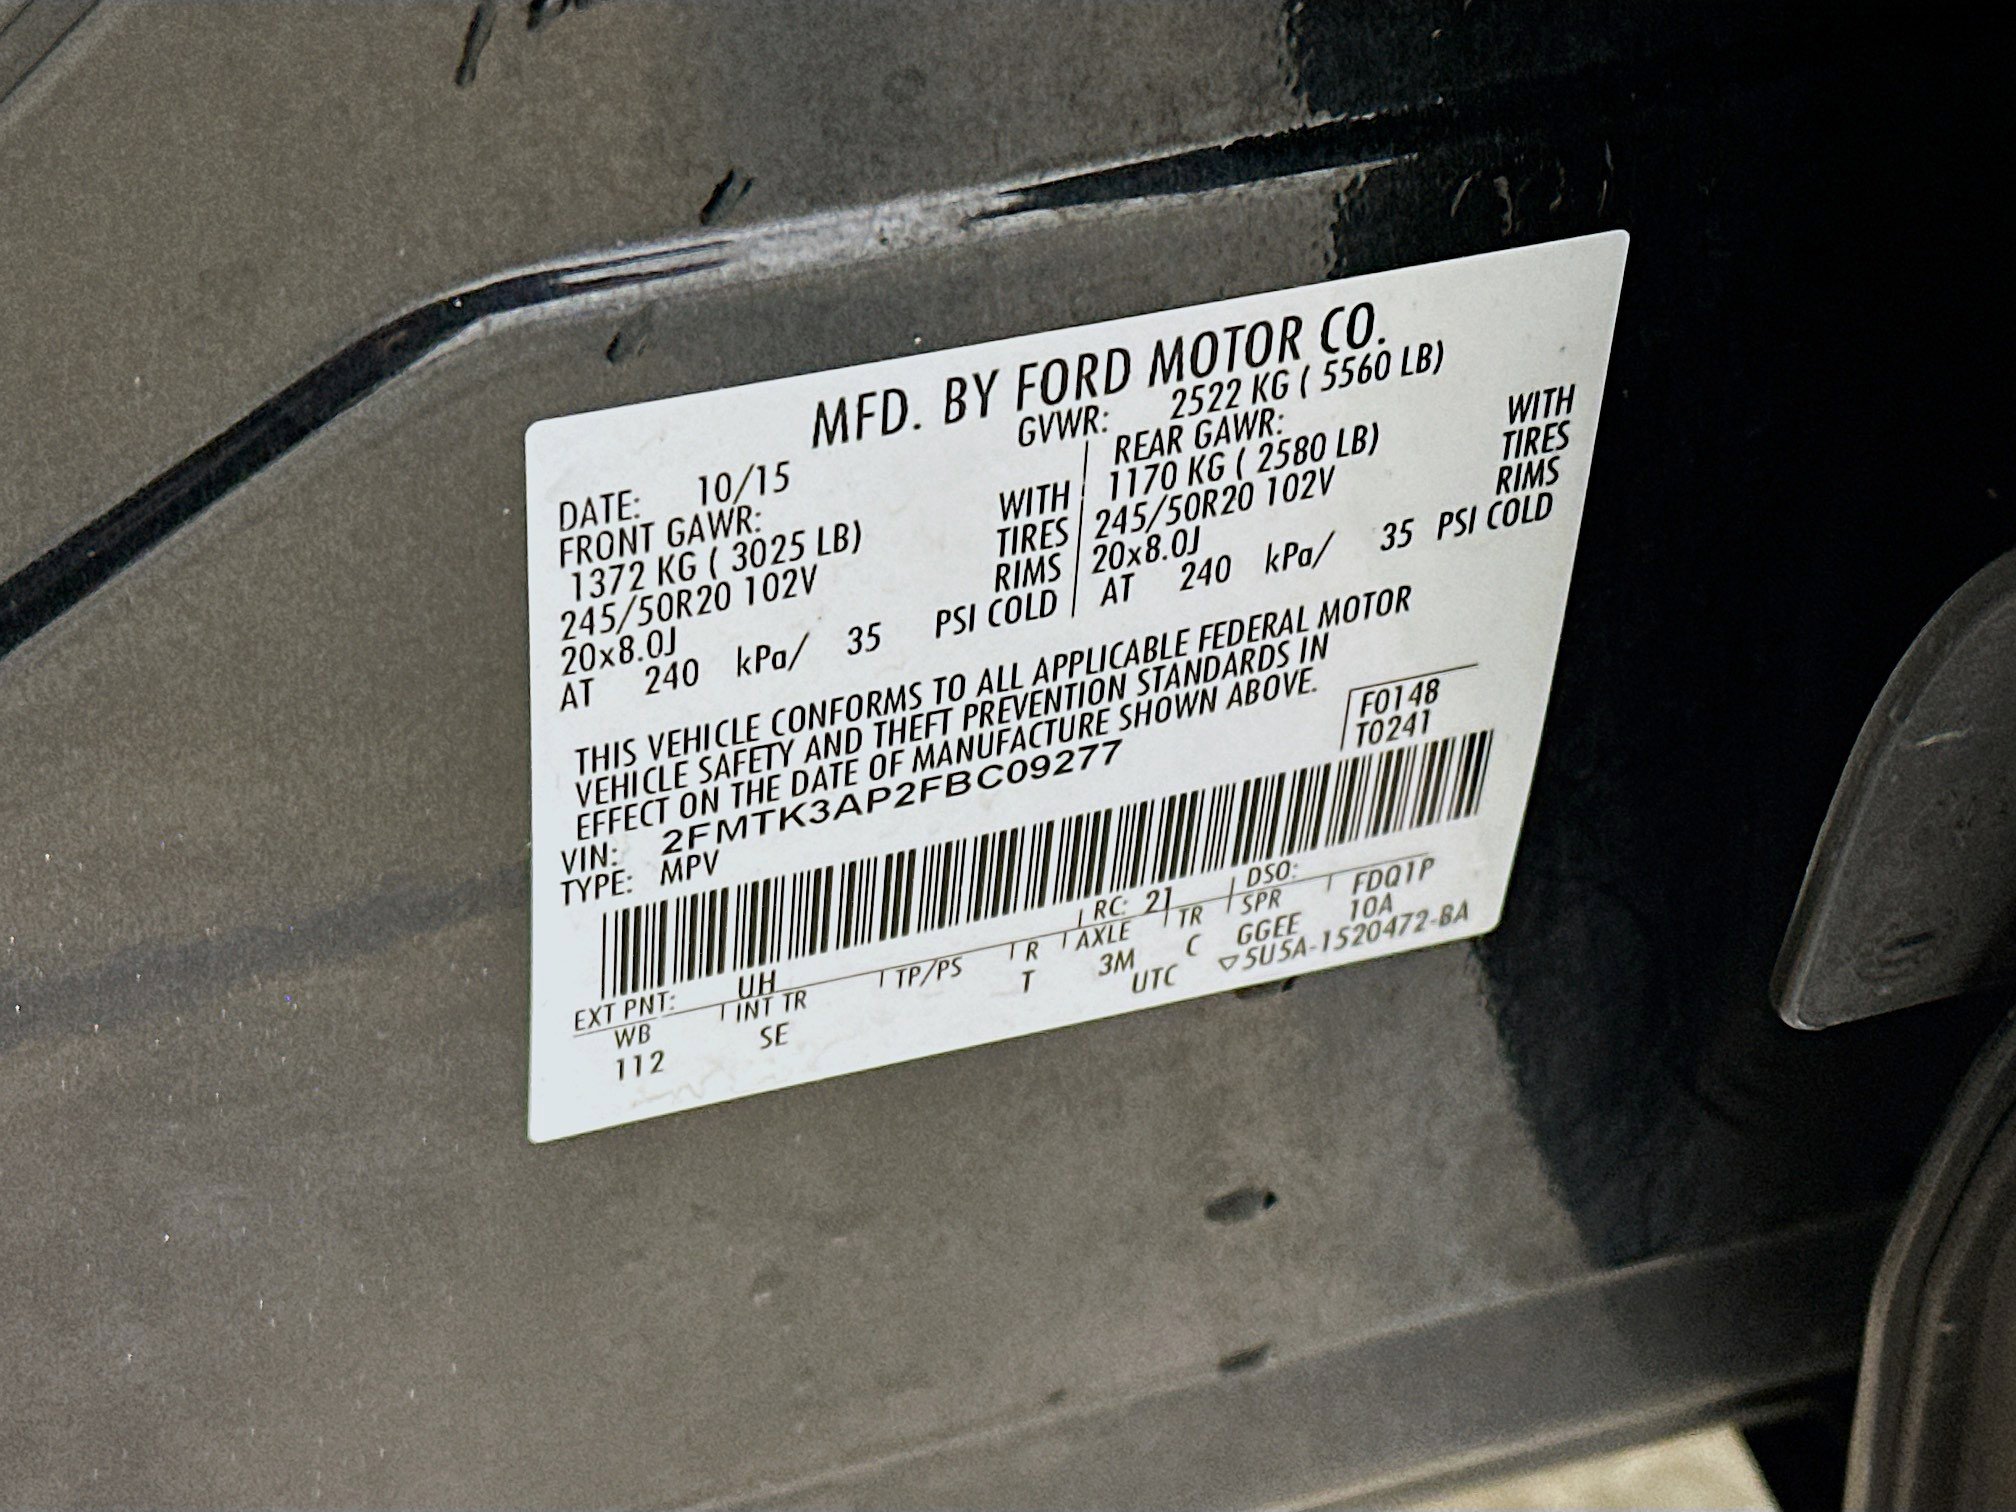 MFD. BY FORD MOTOR CO.
DATE: 10/15 GVWR: 2522 KG ( 5560 LB)
FRONT GAWR: REAR GAWR:
1372 KG ( 3025 LB) WITH 1170 KG ( 2580 LB) WITH
245/50R20 102V TIRES 245/50R20 102V TIRES
20x8.0J RIMS 20x8.0J RIMS
AT 240 kPa/ 35 PSI COLD AT 240 kPa/ 35 PSI COLD
THIS VEHICLE CONFORMS TO ALL APPLICABLE FEDERAL MOTOR
VEHICLE SAFETY AND THEFT PREVENTION STANDARDS IN
EFFECT ON THE DATE OF MANUFACTURE SHOWN ABOVE.
F0148
T0241
VIN: 2FMTK3AP2FBC09277
TYPE: MPV
EXT PNT: UH RC: 21 DSO: FDQ1P
WB INT TR TP/PS R AXLE TR SPR 10A
112 SE T 3M C GGEE
UTC ▽5U5A-1520472-BA